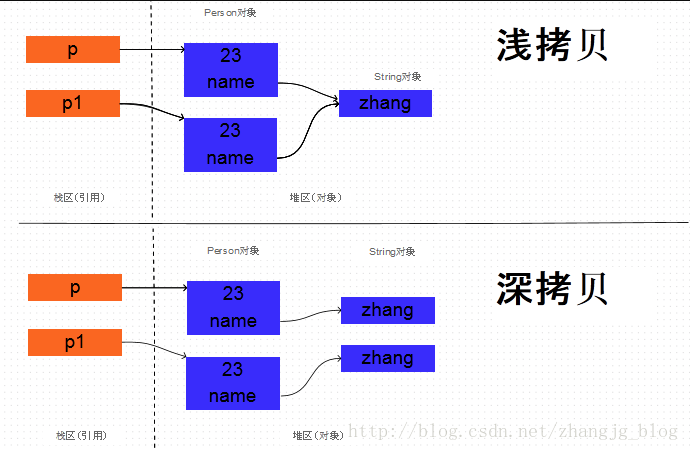 Person对象
浅拷贝
p
23
name
String对象
p1
zhang
23
name
栈区(引用)
堆区(对象)
Person对象
String对象
深拷贝
p
23
name
zhang
p1
zhang
23
name
栈区(引用)
堆区(对象)
http://blog.csdn.net/zhangjg_blog